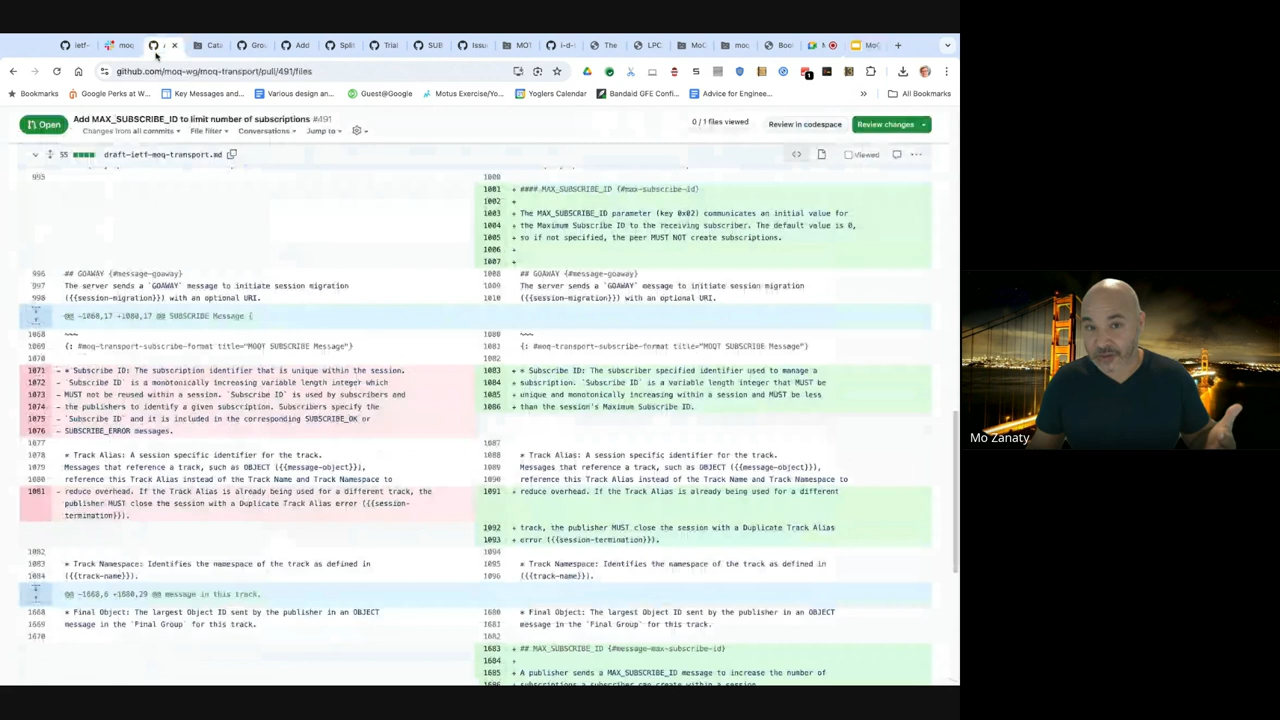 ietf-
moq
Cata
Gro
Add
Spli
Trial
SUB
Issu
MOT
i-d-s
The
LPC
MoC
moq
Boo
MoC
github.com/moq-wg/moq-transport/pull/491/files
Bookmarks
Google Perks at W...
Key Messages and...
Various design an...
Guest@Google
Motus Exercise/Yo...
Yoglers Calendar
Bandaid GFE Confi...
Advice for Enginee...
All Bookmarks
Open
Add MAX_SUBSCRIBE_ID to limit number of subscriptions #491
Changes from all commits
File filter
Conversations
Jump to
0 / 1 files viewed
Review in codespace
Review changes
55 draft-ietf-moq-transport.md
Viewed
995
1000
1001 + #### MAX_SUBSCRIBE_ID {#max-subscribe-id}
1002 +
1003 + The MAX_SUBSCRIBE_ID parameter (key 0x02) communicates an initial value for
1004 + the Maximum Subscribe ID to the receiving subscriber. The default value is 0,
1005 + so if not specified, the peer MUST NOT create subscriptions.
1006 +
1007 +
996 ## GOAWAY {#message-goaway}
997 The server sends a `GOAWAY` message to initiate session migration
998 ({{session-migration}}) with an optional URI.
1008 ## GOAWAY {#message-goaway}
1009 The server sends a `GOAWAY` message to initiate session migration
1010 ({{session-migration}}) with an optional URI.
@@ -1068,17 +1080,17 @@ SUBSCRIBE Message {
1068 ~~~
1069 {: #moq-transport-subscribe-format title="MOQT SUBSCRIBE Message"}
1070
1080 ~~~
1081 {: #moq-transport-subscribe-format title="MOQT SUBSCRIBE Message"}
1082
1071 - * Subscribe ID: The subscription identifier that is unique within the session.
1072 - `Subscribe ID` is a monotonically increasing variable length integer which
1073 - MUST not be reused within a session. `Subscribe ID` is used by subscribers and
1074 - the publishers to identify a given subscription. Subscribers specify the
1075 - `Subscribe ID` and it is included in the corresponding SUBSCRIBE_OK or
1076 - SUBSCRIBE_ERROR messages.
1083 + * Subscribe ID: The subscriber specified identifier used to manage a
1084 + subscription. `Subscribe ID` is a variable length integer that MUST be
1085 + unique and monotonically increasing within a session and MUST be less
1086 + than the session's Maximum Subscribe ID.
1077
1078 * Track Alias: A session specific identifier for the track.
1079 Messages that reference a track, such as OBJECT ({{message-object}}),
1080 reference this Track Alias instead of the Track Name and Track Namespace to
1081 - reduce overhead. If the Track Alias is already being used for a different track, the
- publisher MUST close the session with a Duplicate Track Alias error ({{session-
termination}}).
1087
1088 * Track Alias: A session specific identifier for the track.
1089 Messages that reference a track, such as OBJECT ({{message-object}}),
1090 reference this Track Alias instead of the Track Name and Track Namespace to
1091 + reduce overhead. If the Track Alias is already being used for a different
1092 + track, the publisher MUST close the session with a Duplicate Track Alias
1093 + error ({{session-termination}}).
1082
1083 * Track Namespace: Identifies the namespace of the track as defined in
1084 ({{track-name}}).
1094
1095 * Track Namespace: Identifies the namespace of the track as defined in
1096 ({{track-name}}).
@@ -1668,6 +1680,29 @@ message in this track.
1668 * Final Object: The largest Object ID sent by the publisher in an OBJECT
1669 message in the `Final Group` for this track.
1670
1680 * Final Object: The largest Object ID sent by the publisher in an OBJECT
1681 message in the `Final Group` for this track.
1682
1683 + ## MAX_SUBSCRIBE_ID {#message-max-subscribe-id}
1684 +
1685 + A publisher sends a MAX_SUBSCRIBE_ID message to increase the number of
1686 + subscriptions a subscriber can create within a session
Mo Zanaty